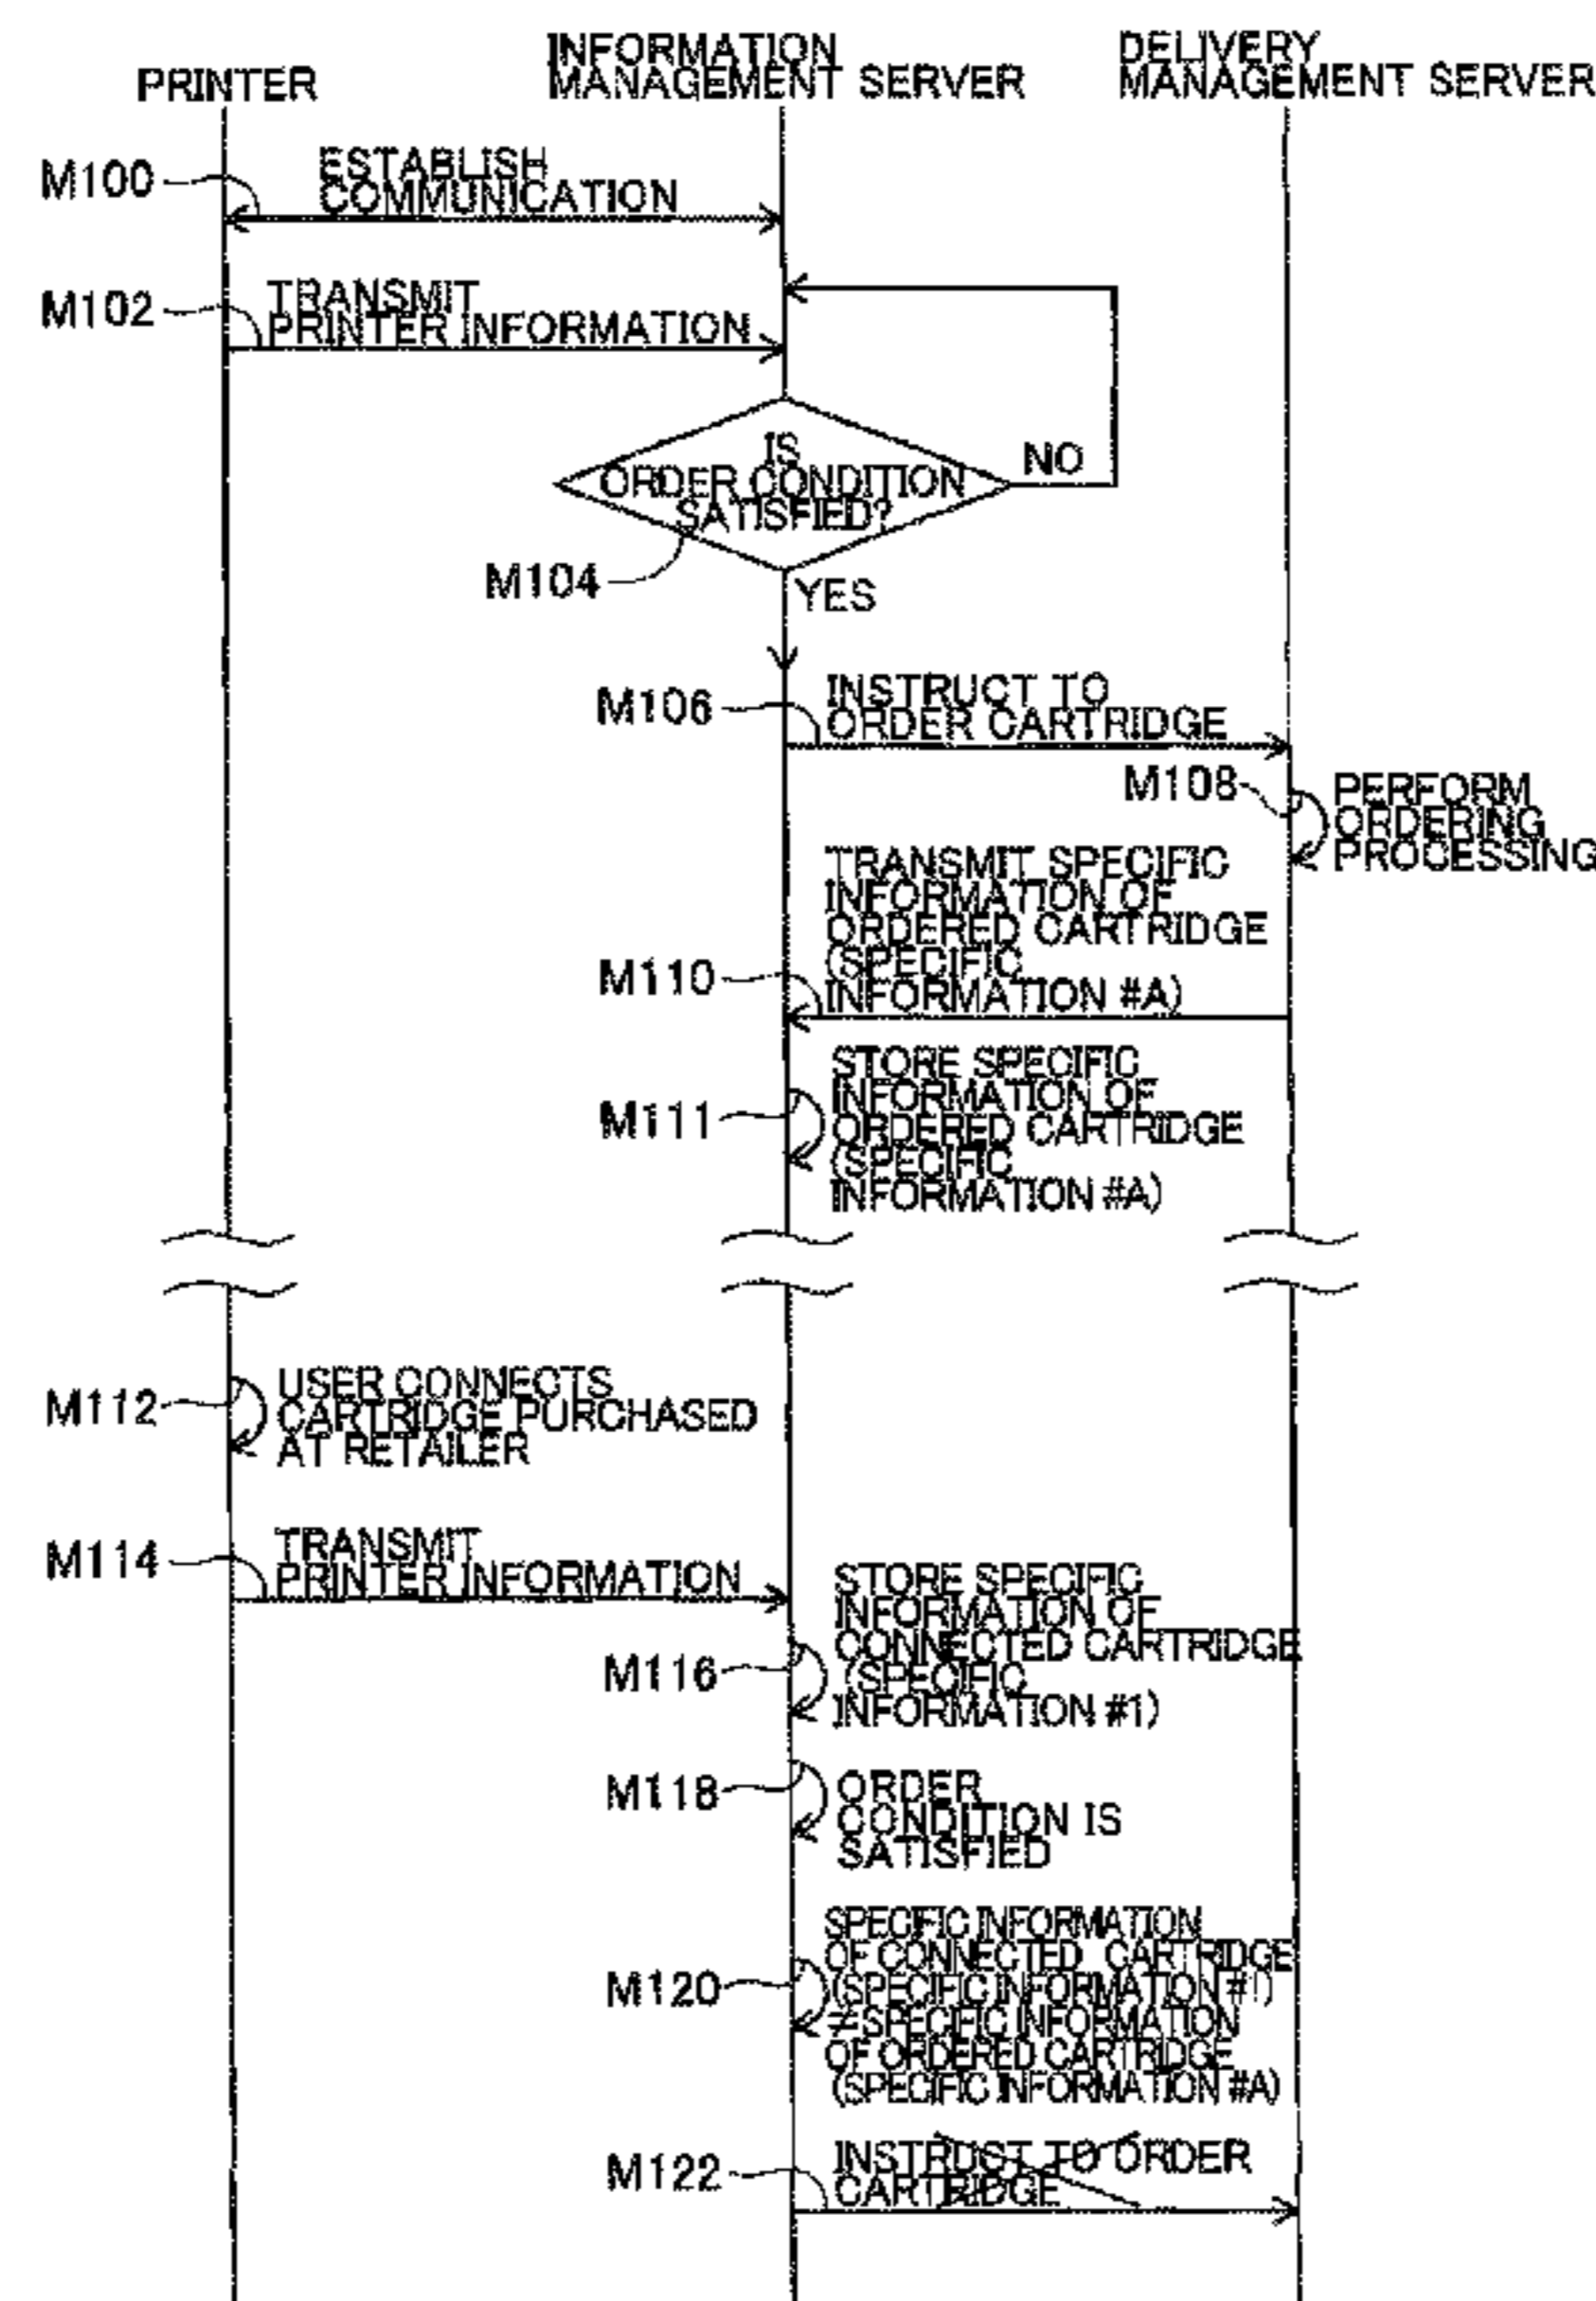 PRINTER
INFORMATION
MANAGEMENT SERVER
DELIVERY
MANAGEMENT SERVER
M100
ESTABLISH
COMMUNICATION
M102
TRANSMIT
PRINTER INFORMATION
IS
ORDER CONDITION
SATISFIED?
NO
M104
YES
M106
INSTRUCT TO
ORDER CARTRIDGE
M108
PERFORM
ORDERING
PROCESSING
M110
TRANSMIT SPECIFIC
INFORMATION OF
ORDERED CARTRIDGE
(SPECIFIC
INFORMATION #A)
M111
STORE SPECIFIC
INFORMATION OF
ORDERED CARTRIDGE
(SPECIFIC
INFORMATION #A)
M112
USER CONNECTS
CARTRIDGE PURCHASED
AT RETAILER
M114
TRANSMIT
PRINTER INFORMATION
M116
STORE SPECIFIC
INFORMATION OF
CONNECTED CARTRIDGE
(SPECIFIC
INFORMATION #1)
M118
ORDER
CONDITION IS
SATISFIED
M120
SPECIFIC INFORMATION
OF CONNECTED CARTRIDGE
(SPECIFIC INFORMATION #1)
≠SPECIFIC INFORMATION
OF ORDERED CARTRIDGE
(SPECIFIC INFORMATION #A)
M122
INSTRUST TO ORDER
CARTRIDGE